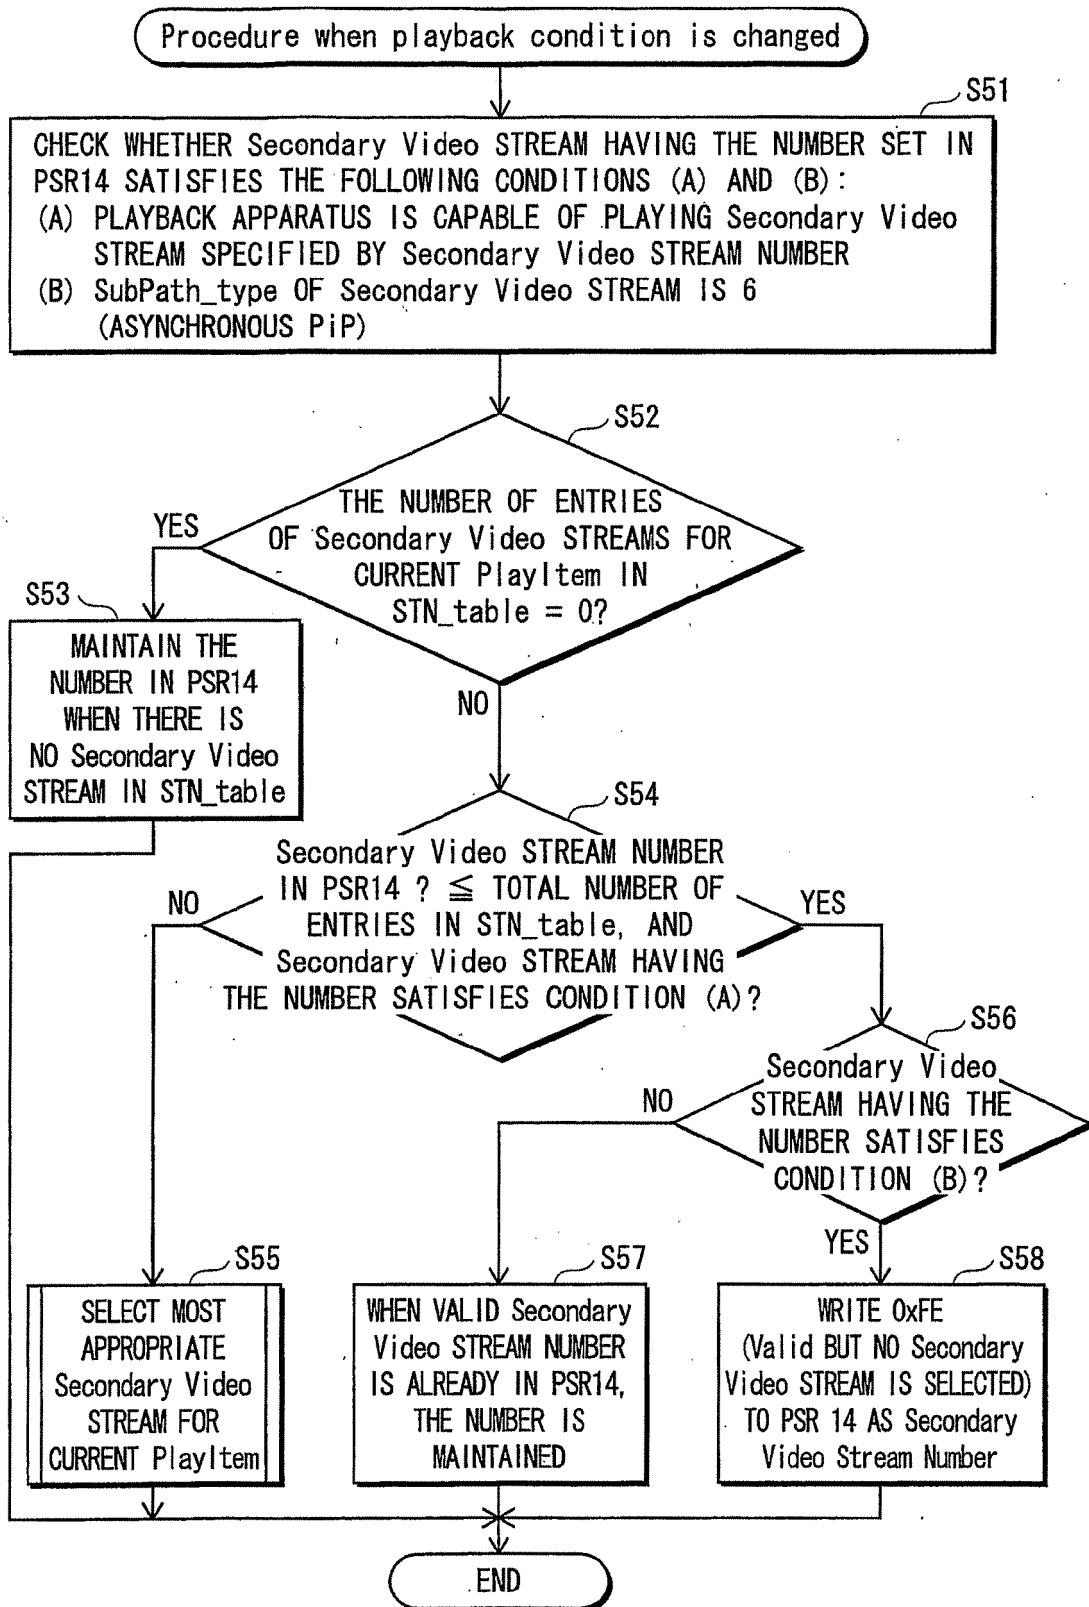 Procedure when playback condition is changed
S51
CHECK WHETHER Secondary Video STREAM HAVING THE NUMBER SET IN
PSR14 SATISFIES THE FOLLOWING CONDITIONS (A) AND (B):
(A) PLAYBACK APPARATUS IS CAPABLE OF PLAYING Secondary Video
STREAM SPECIFIED BY Secondary Video STREAM NUMBER
(B) SubPath_type OF Secondary Video STREAM IS 6
(ASYNCHRONOUS PiP)
S52
THE NUMBER OF ENTRIES
OF Secondary Video STREAMS FOR
CURRENT PlayItem IN
STN_table = 0?
YES
NO
S53
MAINTAIN THE
NUMBER IN PSR14
WHEN THERE IS
NO Secondary Video
STREAM IN STN_table
S54
Secondary Video STREAM NUMBER
IN PSR14 ? ≦ TOTAL NUMBER OF
ENTRIES IN STN_table, AND
Secondary Video STREAM HAVING
THE NUMBER SATISFIES CONDITION (A)?
NO
YES
S56
Secondary Video
STREAM HAVING THE
NUMBER SATISFIES
CONDITION (B)?
NO
YES
S55
SELECT MOST
APPROPRIATE
Secondary Video
STREAM FOR
CURRENT PlayItem
S57
WHEN VALID Secondary
Video STREAM NUMBER
IS ALREADY IN PSR14,
THE NUMBER IS
MAINTAINED
S58
WRITE 0xFE
(Valid BUT NO Secondary
Video STREAM IS SELECTED)
TO PSR 14 AS Secondary
Video Stream Number
END